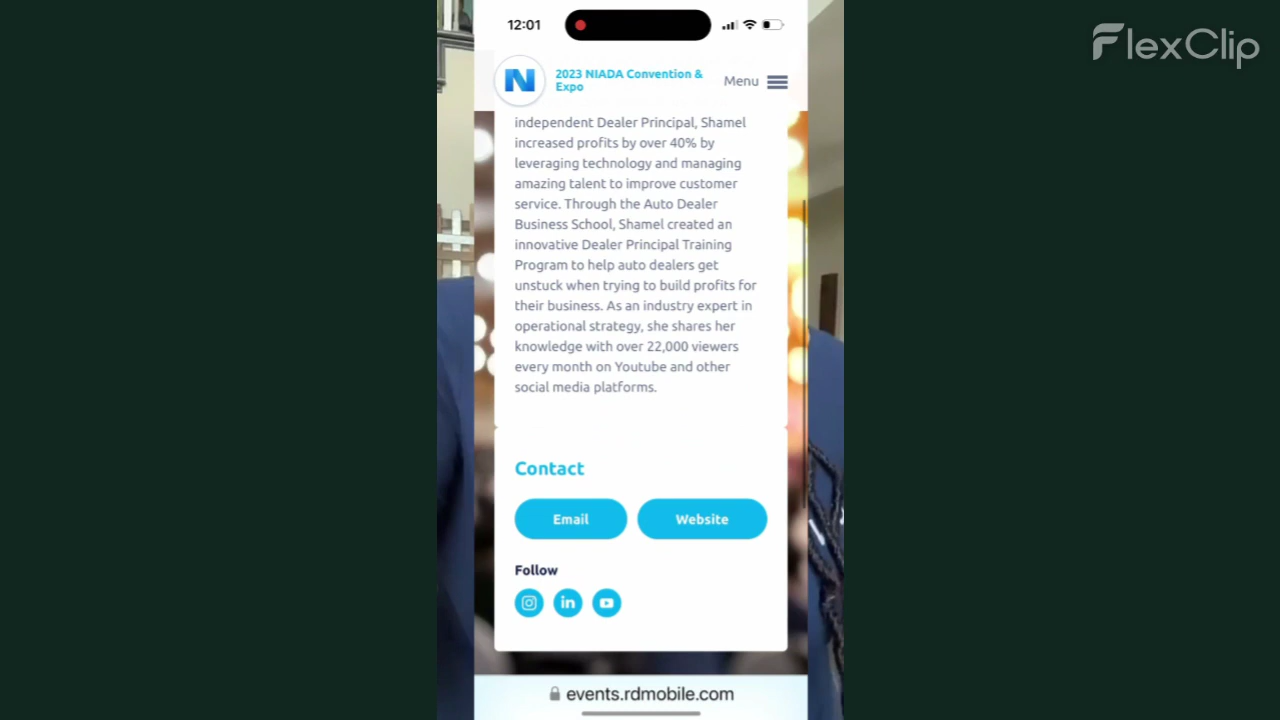 FlexClip
12:01
N
2023 NIADA Convention &
Expo
Menu
independent Dealer Principal, Shamel
increased profits by over 40% by
leveraging technology and managing
amazing talent to improve customer
service. Through the Auto Dealer
Business School, Shamel created an
innovative Dealer Principal Training
Program to help auto dealers get
unstuck when trying to build profits for
their business. As an industry expert in
operational strategy, she shares her
knowledge with over 22,000 viewers
every month on Youtube and other
social media platforms.
Contact
Email Website
Follow
in
events.rdmobile.com